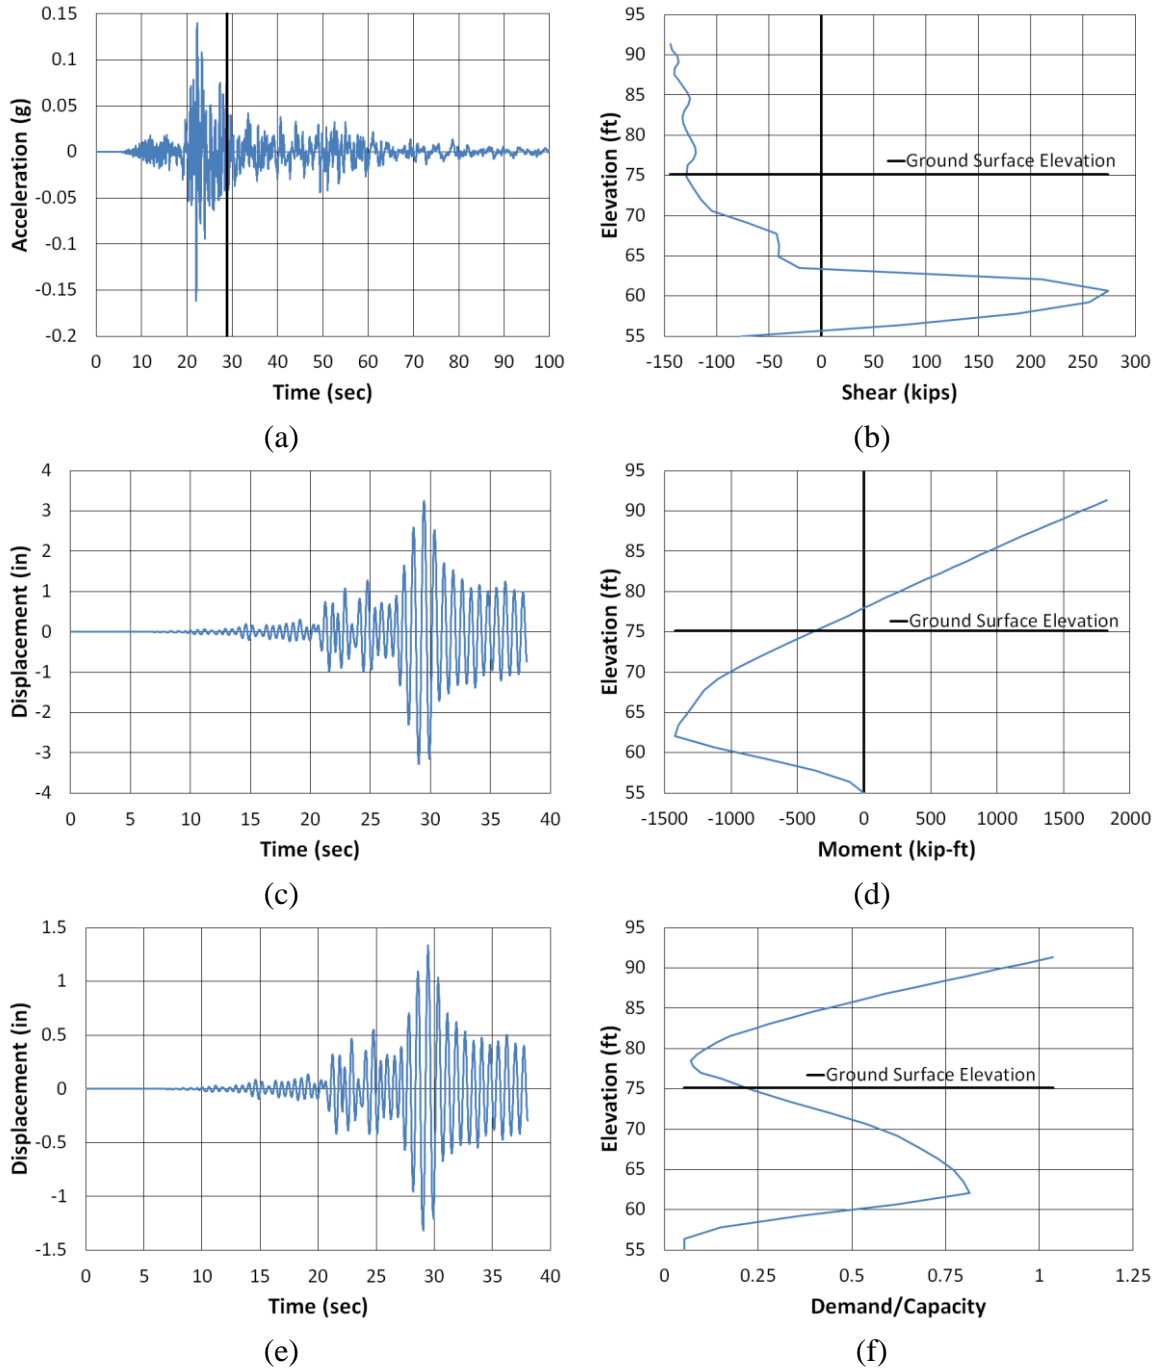 0.15
0.1
0.05
0
-0.05
-0.1
-0.15
-0.2
Acceleration (g)
0 10 20 30 40 50 60 70 80 90 100
Time (sec)
(a)
95
90
85
80
75
70
65
60
55
Elevation (ft)
Ground Surface Elevation
-150 -100 -50 0 50 100 150 200 250 300
Shear (kips)
(b)
4
3
2
1
0
-1
-2
-3
-4
Displacement (in)
0 5 10 15 20 25 30 35 40
Time (sec)
(c)
95
90
85
80
75
70
65
60
55
Elevation (ft)
Ground Surface Elevation
-1500 -1000 -500 0 500 1000 1500 2000
Moment (kip-ft)
(d)
1.5
1
0.5
0
-0.5
-1
-1.5
Displacement (in)
0 5 10 15 20 25 30 35 40
Time (sec)
(e)
95
90
85
80
75
70
65
60
55
Elevation (ft)
Ground Surface Elevation
0 0.25 0.5 0.75 1 1.25
Demand/Capacity
(f)